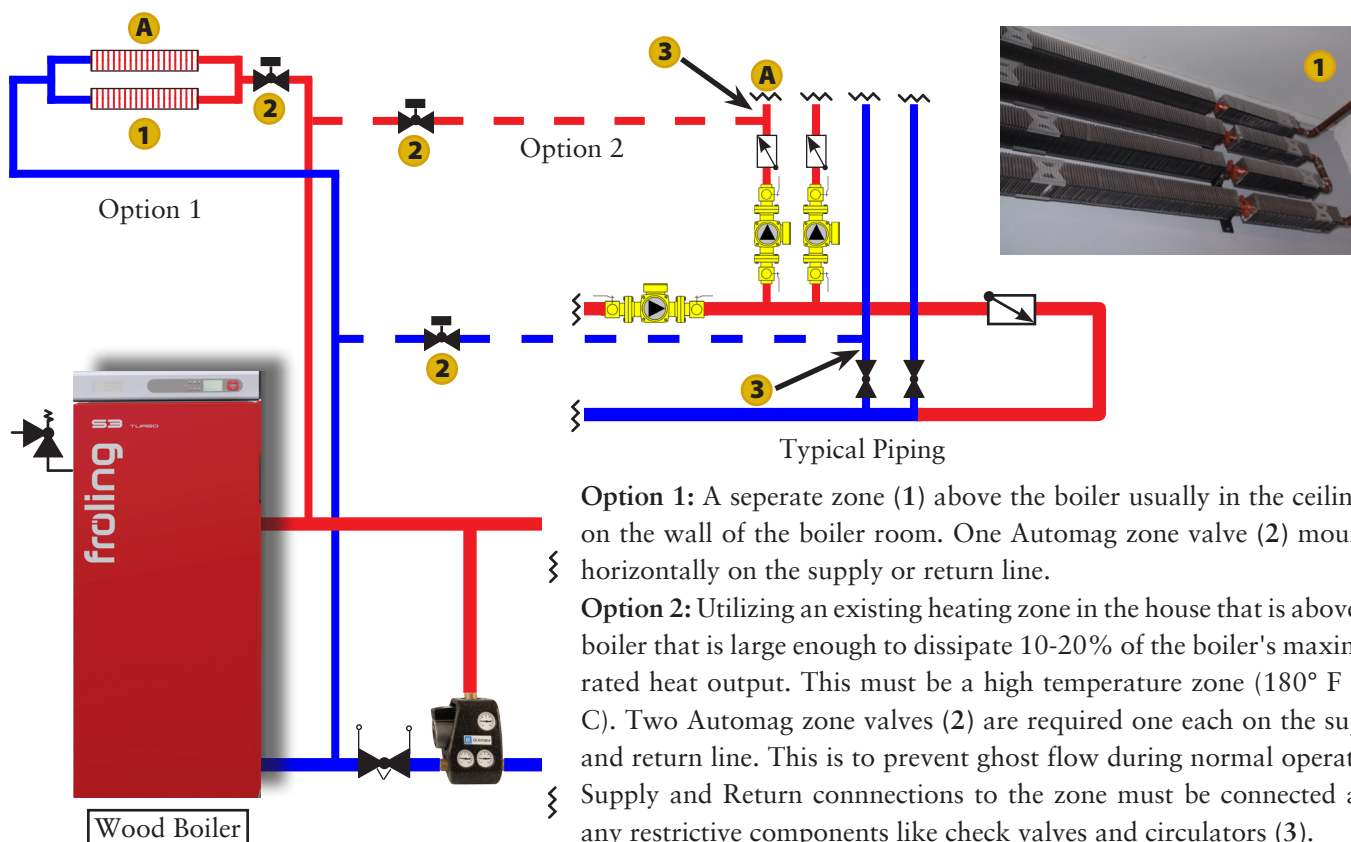 A
3
A
1
2
2
Option 2
1
Option 1
2
3
Typical Piping
S3 TURBO
fröling
Wood Boiler
Option 1: A seperate zone (1) above the boiler usually in the ceilin
on the wall of the boiler room. One Automag zone valve (2) mou
horizontally on the supply or return line.
Option 2: Utilizing an existing heating zone in the house that is above
boiler that is large enough to dissipate 10-20% of the boiler's maxim
rated heat output. This must be a high temperature zone (180° F
C). Two Automag zone valves (2) are required one each on the sup
and return line. This is to prevent ghost flow during normal operat
Supply and Return connnections to the zone must be connected a
any restrictive components like check valves and circulators (3).